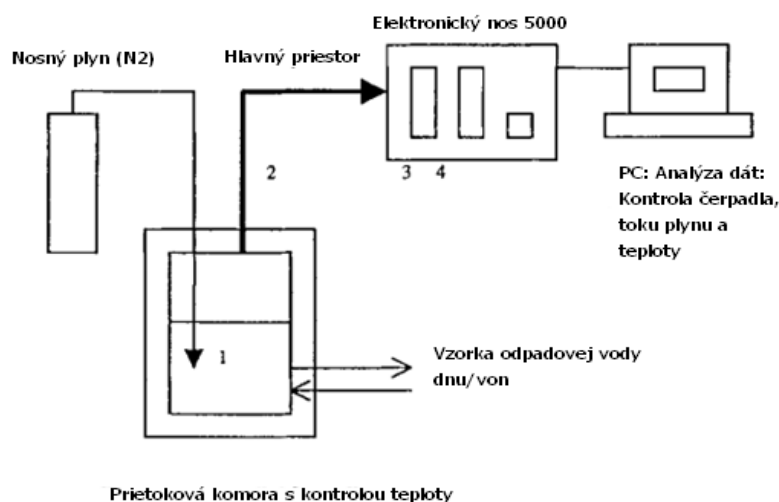 Elektronický nos 5000
Nosný plyn (N2)
Hlavný priestor
2
3 4
PC: Analýza dát:
Kontrola čerpadla,
toku plynu a
teploty
1
Vzorka odpadovej vody
dnu/von
Prietoková komora s kontrolou teploty